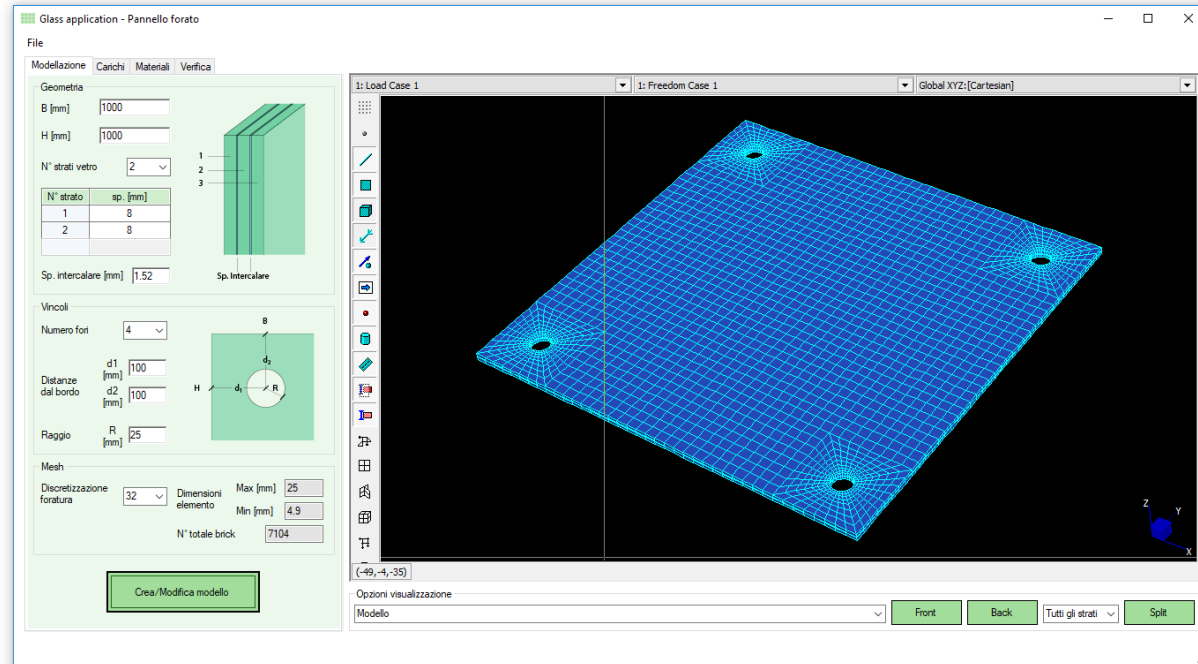 Glass application - Pannello forato
File
Modellazione Carichi Materiali Verifica
Geometria
B [mm] 1000
H [mm] 1000
N° strati vetro 2
N° strato sp. [mm]
1 8
2 8
Sp. intercalare [mm] 1.52
1
2
3
Sp. Intercalare
Vincoli
Numero fori 4
Distanze dal bordo
d1 [mm] 100
d2 [mm] 100
Raggio R [mm] 25
B
d2
H d1 R
Mesh
Discretizzazione foratura 32
Dimensioni elemento
Max [mm] 25
Min [mm] 4.9
N° totale brick 7104
Crea/Modifica modello
1: Load Case 1 1: Freedom Case 1 Global XYZ:[Cartesian]
Z
Y
X
(-49,-4,-35)
Opzioni visualizzazione
Modello Front Back Tutti gli strati Split